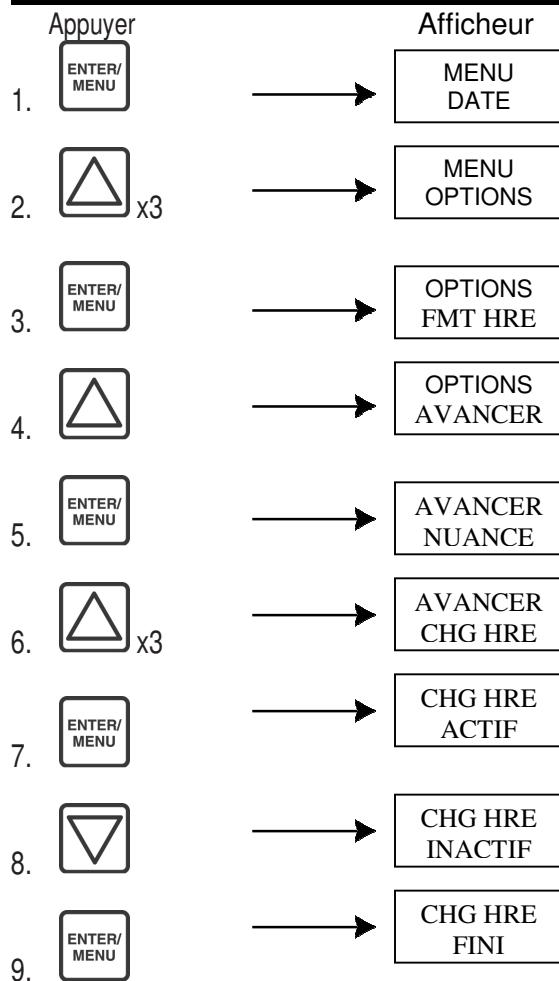 Appuyer Afficheur
1. ENTER/
MENU
MENU
DATE
2. x3
MENU
OPTIONS
3. ENTER/
MENU
OPTIONS
FMT HRE
4.
OPTIONS
AVANCER
5. ENTER/
MENU
AVANCER
NUANCE
6. x3
AVANCER
CHG HRE
7. ENTER/
MENU
CHG HRE
ACTIF
8.
CHG HRE
INACTIF
9. ENTER/
MENU
CHG HRE
FINI